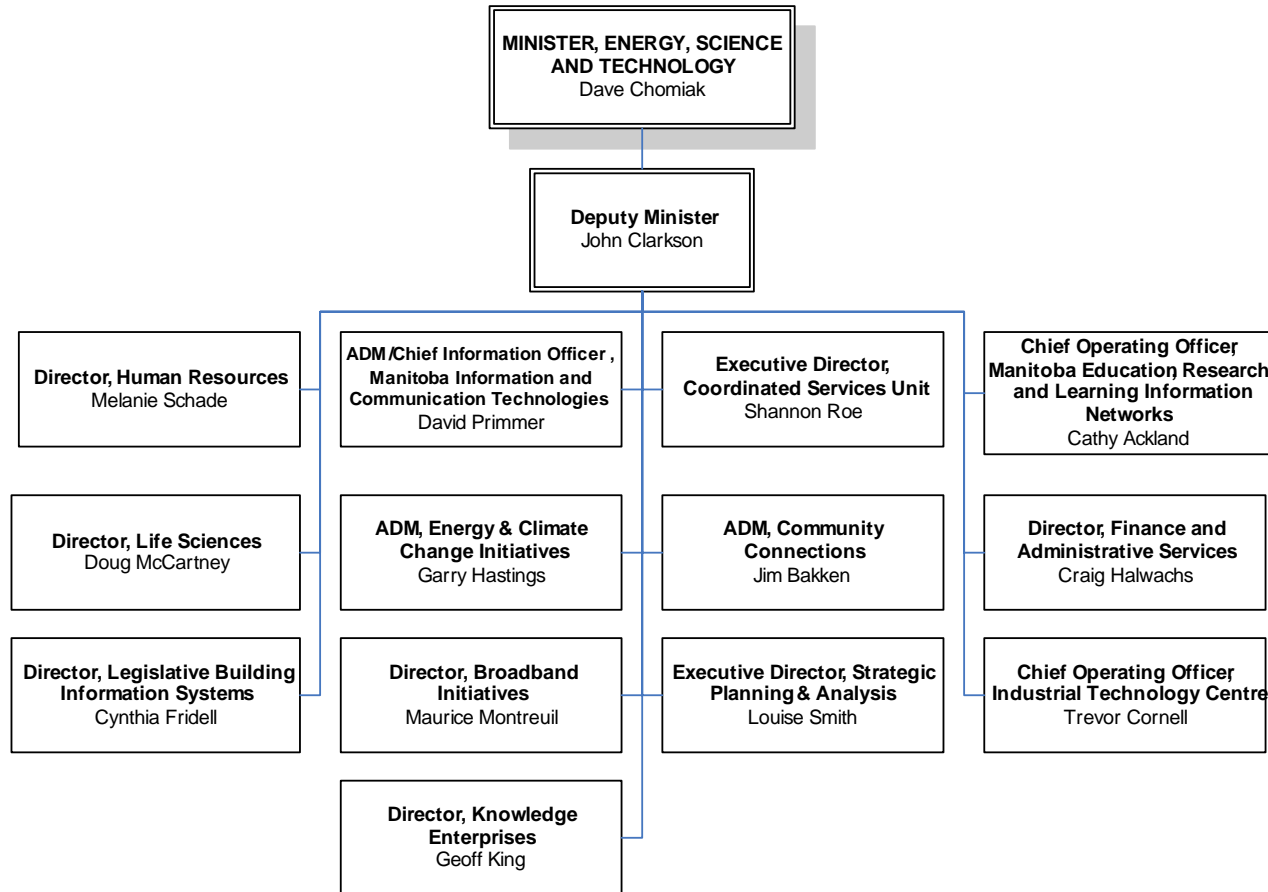 MINISTER, ENERGY, SCIENCE
AND TECHNOLOGY
Dave Chomiak
Deputy Minister
John Clarkson
Director, Human Resources
Melanie Schade
ADM/Chief Information Officer ,
Manitoba Information and
Communication Technologies
David Primmer
Executive Director,
Coordinated Services Unit
Shannon Roe
Chief Operating Officer,
Manitoba Education, Research
and Learning Information
Networks
Cathy Ackland
Director, Life Sciences
Doug McCartney
ADM, Energy & Climate
Change Initiatives
Garry Hastings
ADM, Community
Connections
Jim Bakken
Director, Finance and
Administrative Services
Craig Halwachs
Director, Legislative Building
Information Systems
Cynthia Fridell
Director, Broadband
Initiatives
Maurice Montreuil
Executive Director, Strategic
Planning & Analysis
Louise Smith
Chief Operating Officer,
Industrial Technology Centre
Trevor Cornell
Director, Knowledge
Enterprises
Geoff King